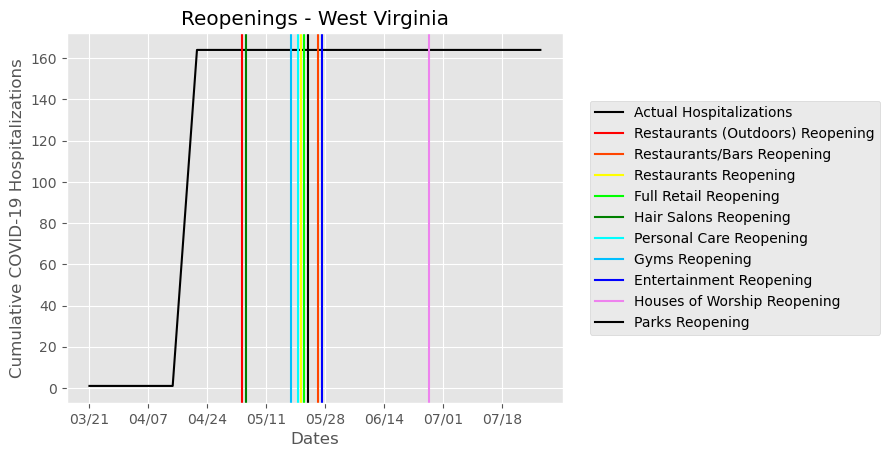 Reopenings - West Virginia
Cumulative COVID-19 Hospitalizations
160
140
120
100
80
60
40
20
0
03/21 04/07 04/24 05/11 05/28 06/14 07/01 07/18
Dates
Actual Hospitalizations
Restaurants (Outdoors) Reopening
Restaurants/Bars Reopening
Restaurants Reopening
Full Retail Reopening
Hair Salons Reopening
Personal Care Reopening
Gyms Reopening
Entertainment Reopening
Houses of Worship Reopening
Parks Reopening